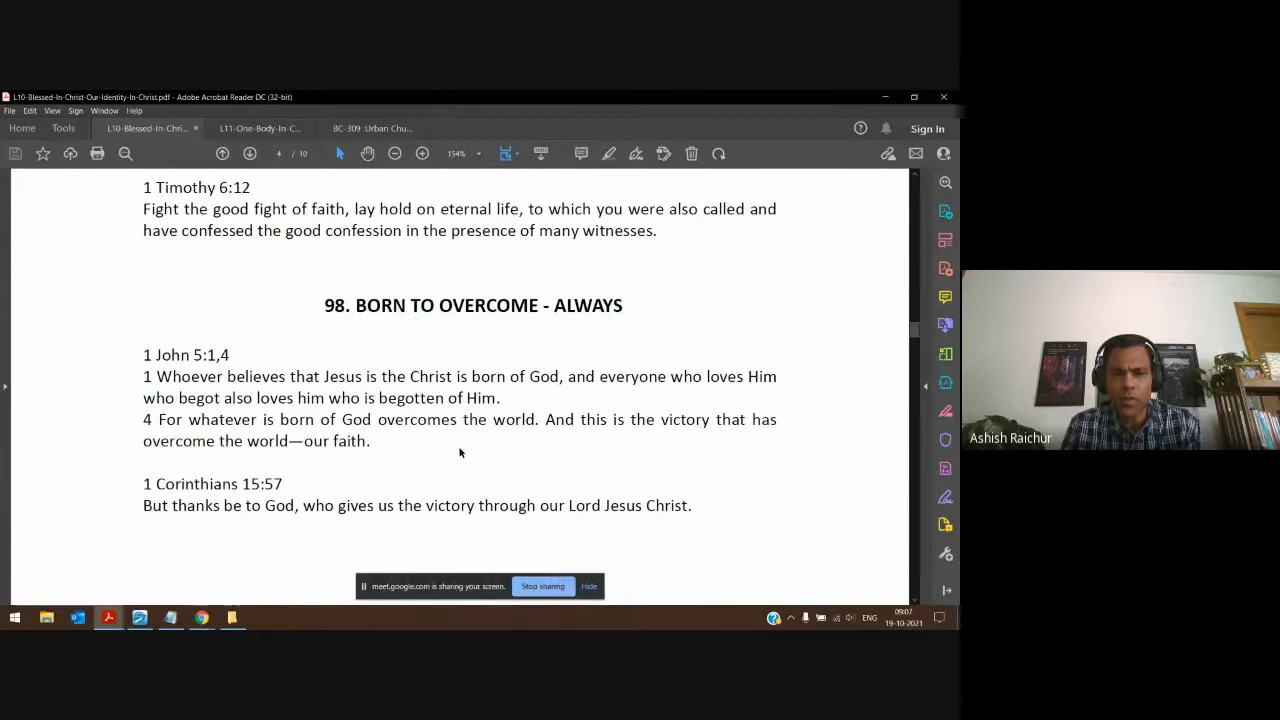 L10-Blessed-In-Christ-Our-Identity-In-Christ.pdf - Adobe Acrobat Reader DC (32-bit)
File Edit View Sign Window Help
Home Tools L10-Blessed-In-Chri... × L11-One-Body-In-C... BC-309 :Urban Chu... Sign In
4 / 10 154%
1 Timothy 6:12
Fight the good fight of faith, lay hold on eternal life, to which you were also called and
have confessed the good confession in the presence of many witnesses.
98. BORN TO OVERCOME - ALWAYS
1 John 5:1,4
1 Whoever believes that Jesus is the Christ is born of God, and everyone who loves Him
who begot also loves him who is begotten of Him.
4 For whatever is born of God overcomes the world. And this is the victory that has
overcome the world—our faith.
1 Corinthians 15:57
But thanks be to God, who gives us the victory through our Lord Jesus Christ.
meet.google.com is sharing your screen. Stop sharing Hide
Ashish Raichur
ENG
09:07
19-10-2021